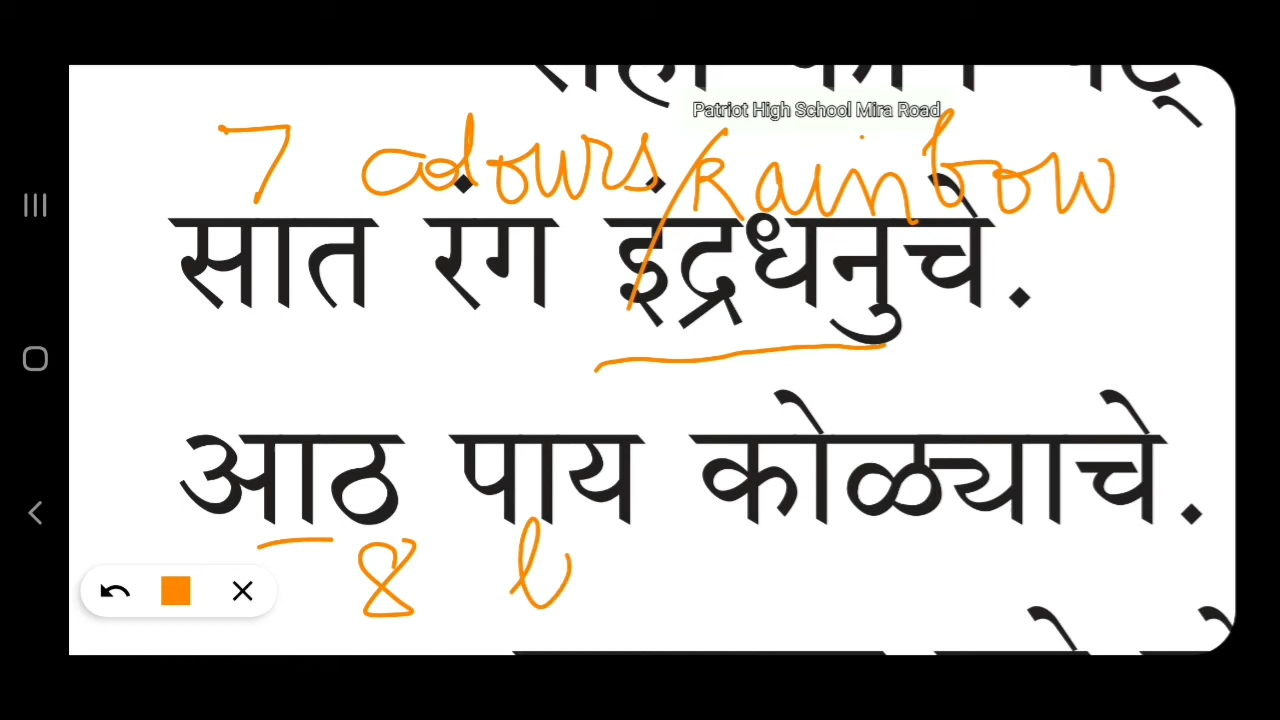 Patriot High School Mira Road
7 colours/Rainbow
सात रंग इंद्रधनुचे.
आठ पाय कोळ्याचे.
8 l